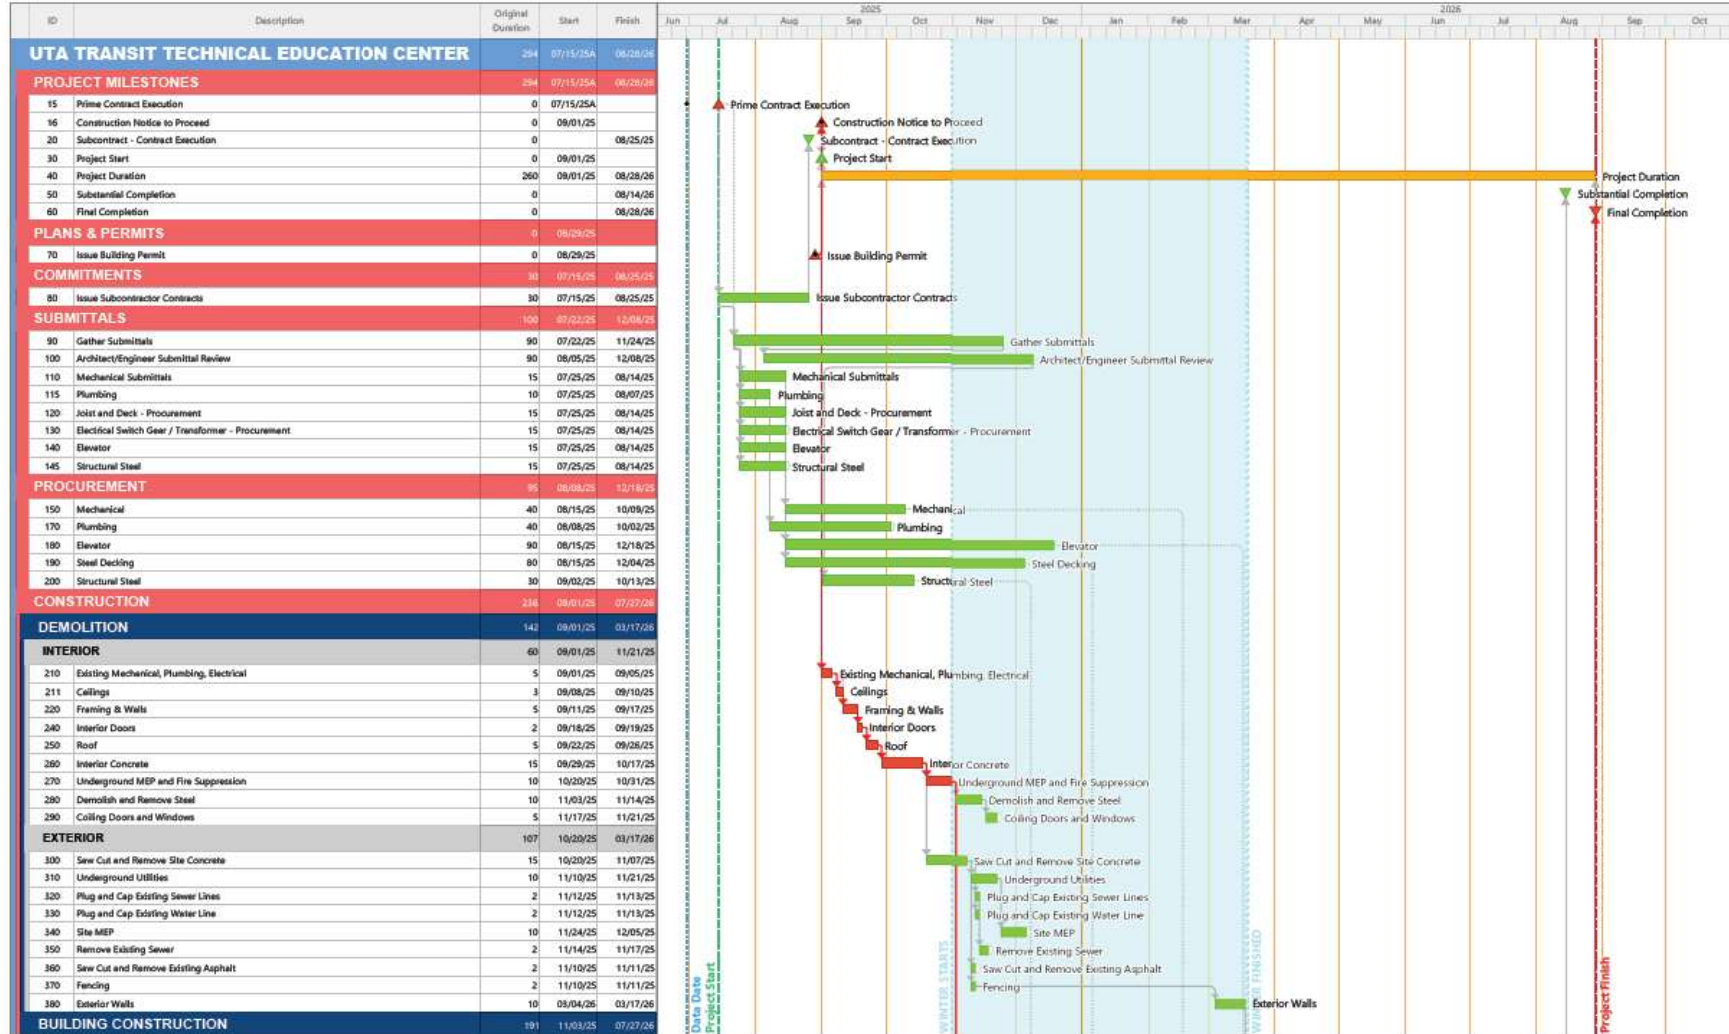 ID Description Original Duration Start Finish 2025 2026
Jun Jul Aug Sep Oct Nov Dec Jan Feb Mar Apr May Jun Jul Aug Sep Oct
UTA TRANSIT TECHNICAL EDUCATION CENTER 294 07/15/25A 08/28/26
PROJECT MILESTONES 294 07/15/25A 08/28/26
15 Prime Contract Execution 0 07/15/25A Prime Contract Execution
16 Construction Notice to Proceed 0 09/01/25 Construction Notice to Proceed
20 Subcontract - Contract Execution 0 08/25/25 Subcontract - Contract Execution
30 Project Start 0 09/01/25 Project Start
40 Project Duration 260 09/01/25 08/28/26 Project Duration
50 Substantial Completion 0 08/14/26 Substantial Completion
60 Final Completion 0 08/28/26 Final Completion
PLANS & PERMITS 0 08/29/25
70 Issue Building Permit 0 08/29/25 Issue Building Permit
COMMITMENTS 30 07/15/25 08/25/25
80 Issue Subcontractor Contracts 30 07/15/25 08/25/25 Issue Subcontractor Contracts
SUBMITTALS 100 07/22/25 12/08/25
90 Gather Submittals 90 07/22/25 11/24/25 Gather Submittals
100 Architect/Engineer Submittal Review 90 08/05/25 12/08/25 Architect/Engineer Submittal Review
110 Mechanical Submittals 15 07/25/25 08/14/25 Mechanical Submittals
115 Plumbing 10 07/25/25 08/07/25 Plumbing
120 Joist and Deck - Procurement 15 07/25/25 08/14/25 Joist and Deck - Procurement
130 Electrical Switch Gear / Transformer - Procurement 15 07/25/25 08/14/25 Electrical Switch Gear / Transformer - Procurement
140 Elevator 15 07/25/25 08/14/25 Elevator
145 Structural Steel 15 07/25/25 08/14/25 Structural Steel
PROCUREMENT 95 08/08/25 12/18/25
150 Mechanical 40 08/15/25 10/09/25 Mechanical
170 Plumbing 40 08/08/25 10/02/25 Plumbing
180 Elevator 90 08/15/25 12/18/25 Elevator
190 Steel Decking 80 08/15/25 12/04/25 Steel Decking
200 Structural Steel 30 09/02/25 10/13/25 Structural Steel
CONSTRUCTION 236 09/01/25 07/27/26
DEMOLITION 142 09/01/25 03/17/26
INTERIOR 60 09/01/25 11/21/25
210 Existing Mechanical, Plumbing, Electrical 5 09/01/25 09/05/25 Existing Mechanical, Plumbing, Electrical
211 Ceilings 3 09/08/25 09/10/25 Ceilings
220 Framing & Walls 5 09/11/25 09/17/25 Framing & Walls
240 Interior Doors 2 09/18/25 09/19/25 Interior Doors
250 Roof 5 09/22/25 09/26/25 Roof
260 Interior Concrete 15 09/29/25 10/17/25 Interior Concrete
270 Underground MEP and Fire Suppression 10 10/20/25 10/31/25 Underground MEP and Fire Suppression
280 Demolish and Remove Steel 10 11/03/25 11/14/25 Demolish and Remove Steel
290 Coiling Doors and Windows 5 11/17/25 11/21/25 Coiling Doors and Windows
EXTERIOR 107 10/20/25 03/17/26
300 Saw Cut and Remove Site Concrete 15 10/20/25 11/07/25 Saw Cut and Remove Site Concrete
310 Underground Utilities 10 11/10/25 11/21/25 Underground Utilities
320 Plug and Cap Existing Sewer Lines 2 11/12/25 11/13/25 Plug and Cap Existing Sewer Lines
330 Plug and Cap Existing Water Line 2 11/12/25 11/13/25 Plug and Cap Existing Water Line
340 Site MEP 10 11/24/25 12/05/25 Site MEP
350 Remove Existing Sewer 2 11/14/25 11/17/25 Remove Existing Sewer
360 Saw Cut and Remove Existing Asphalt 2 11/10/25 11/11/25 Saw Cut and Remove Existing Asphalt
370 Fencing 2 11/10/25 11/11/25 Fencing
380 Exterior Walls 10 03/04/26 03/17/26 Exterior Walls
BUILDING CONSTRUCTION 191 11/03/25 07/27/26
Data Date
Project Start
WINTER STARTS
WINTER FINISHED
Project Finish